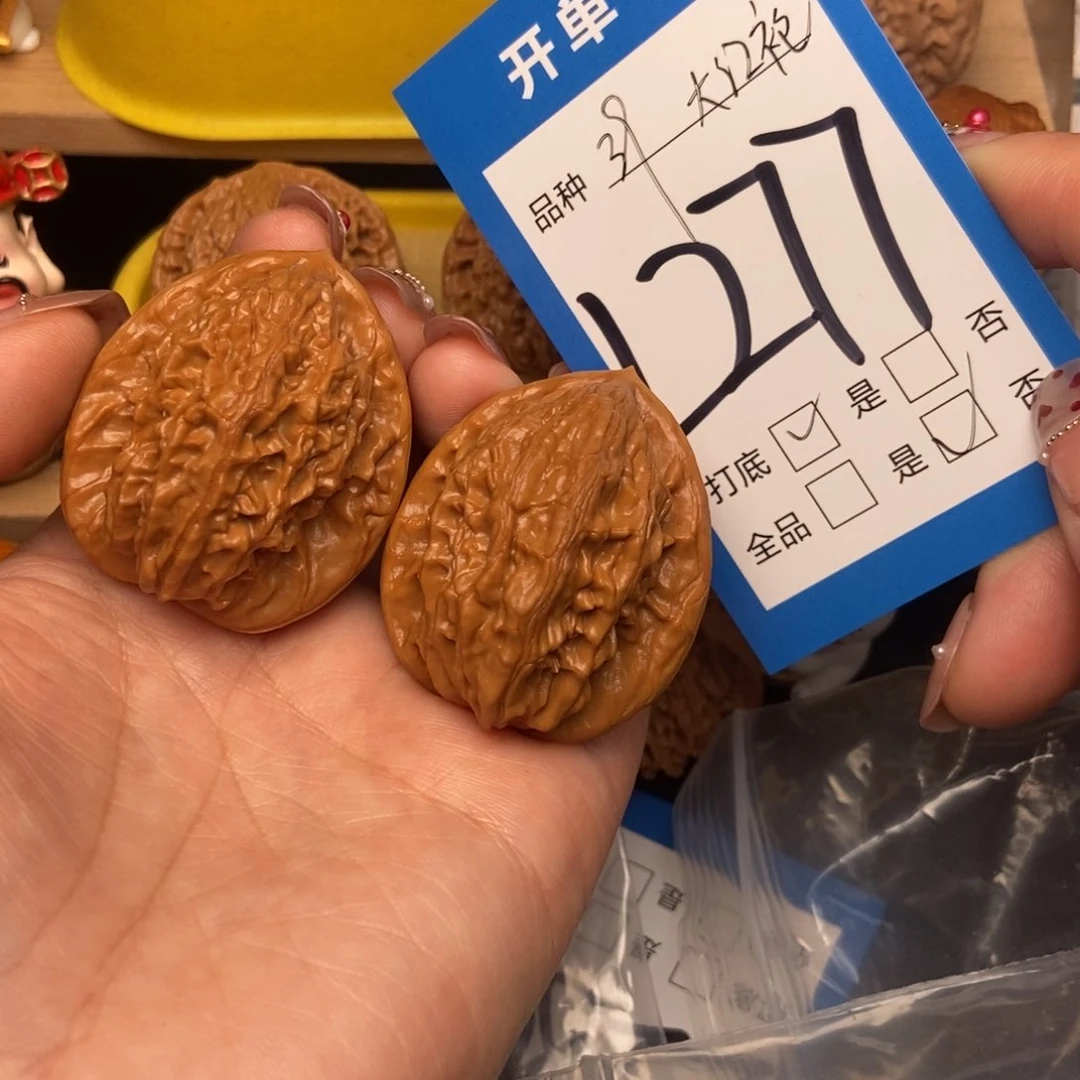 开单
品种 大红袍
1277
打底 是 否
全品 是 否